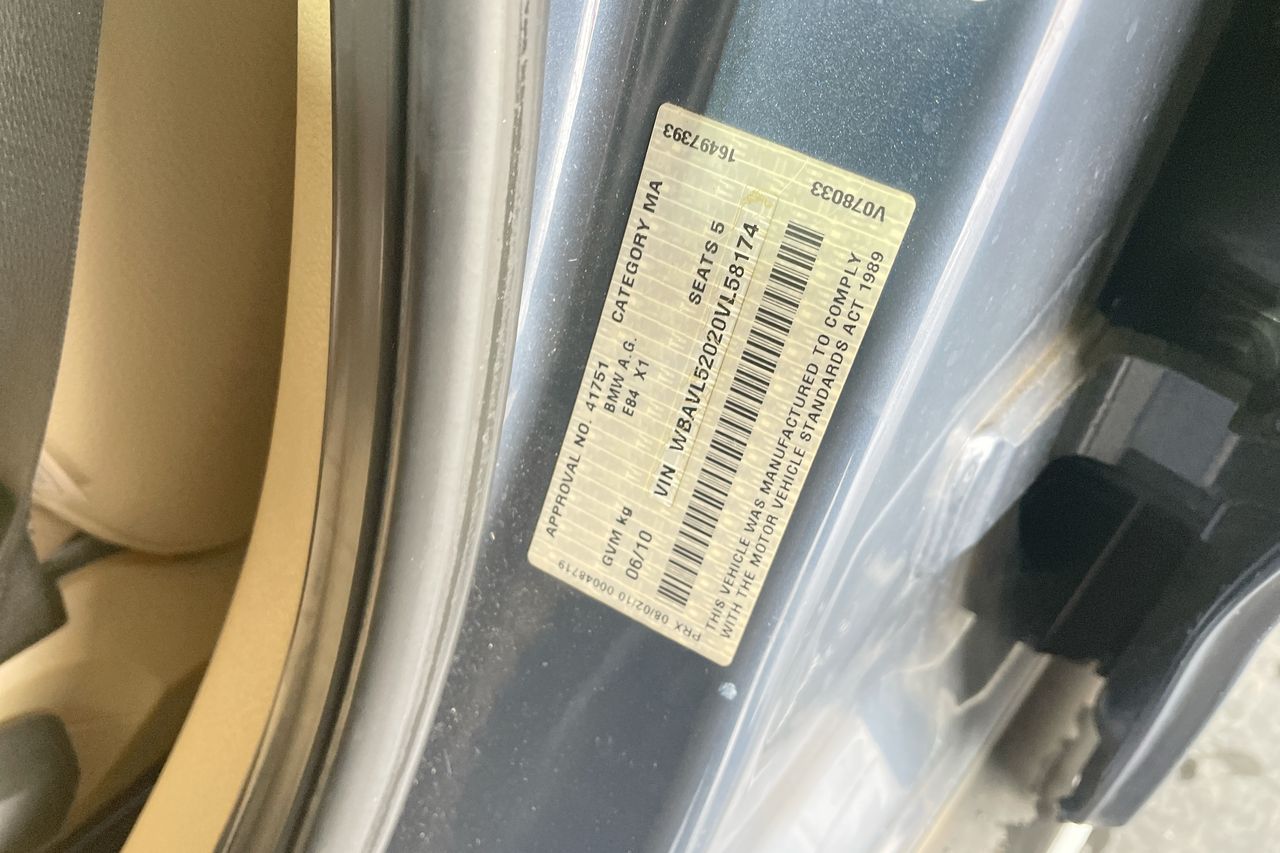 APPROVAL NO. 41751 CATEGORY MA
BMW A.G.
E84 X1
GVM kg SEATS 5
06/10 VIN WBAVL52020VL58174
THIS VEHICLE WAS MANUFACTURED TO COMPLY
WITH THE MOTOR VEHICLE STANDARDS ACT 1989
16497393
V078033
PRX 08/02/10 00048719